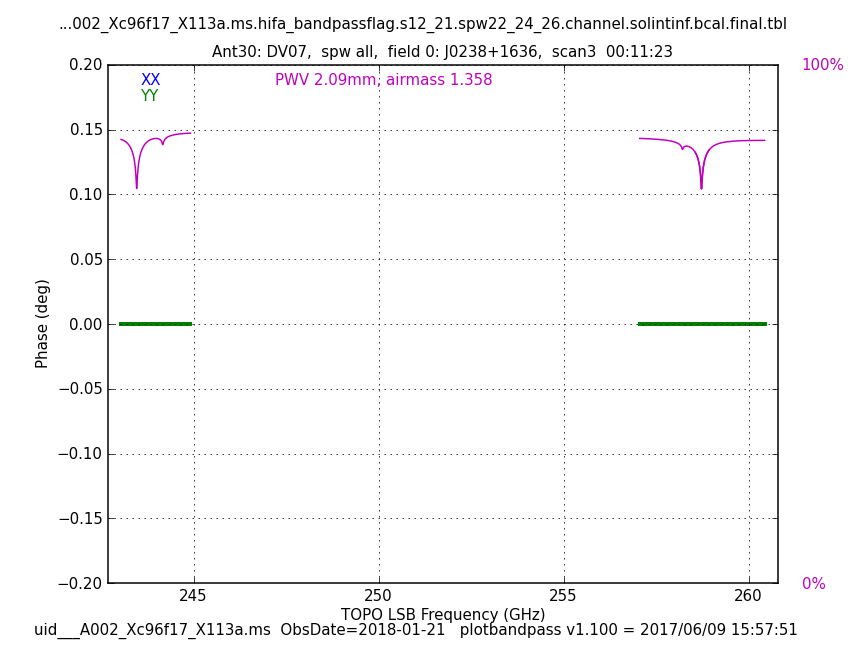 ...002_Xc96f17_X113a.ms.hifa_bandpassflag.s12_21.spw22_24_26.channel.solintinf.bcal.final.tbl
Ant30: DV07,  spw all,  field 0: J0238+1636,  scan3  00:11:23
0.20
100%
XX
PWV 2.09mm, airmass 1.358
YY
0.15
0.10
0.05
0.00
Phase (deg)
−0.05
−0.10
−0.15
−0.20
0%
245 250 255 260
TOPO LSB Frequency (GHz)
uid___A002_Xc96f17_X113a.ms  ObsDate=2018-01-21   plotbandpass v1.100 = 2017/06/09 15:57:51